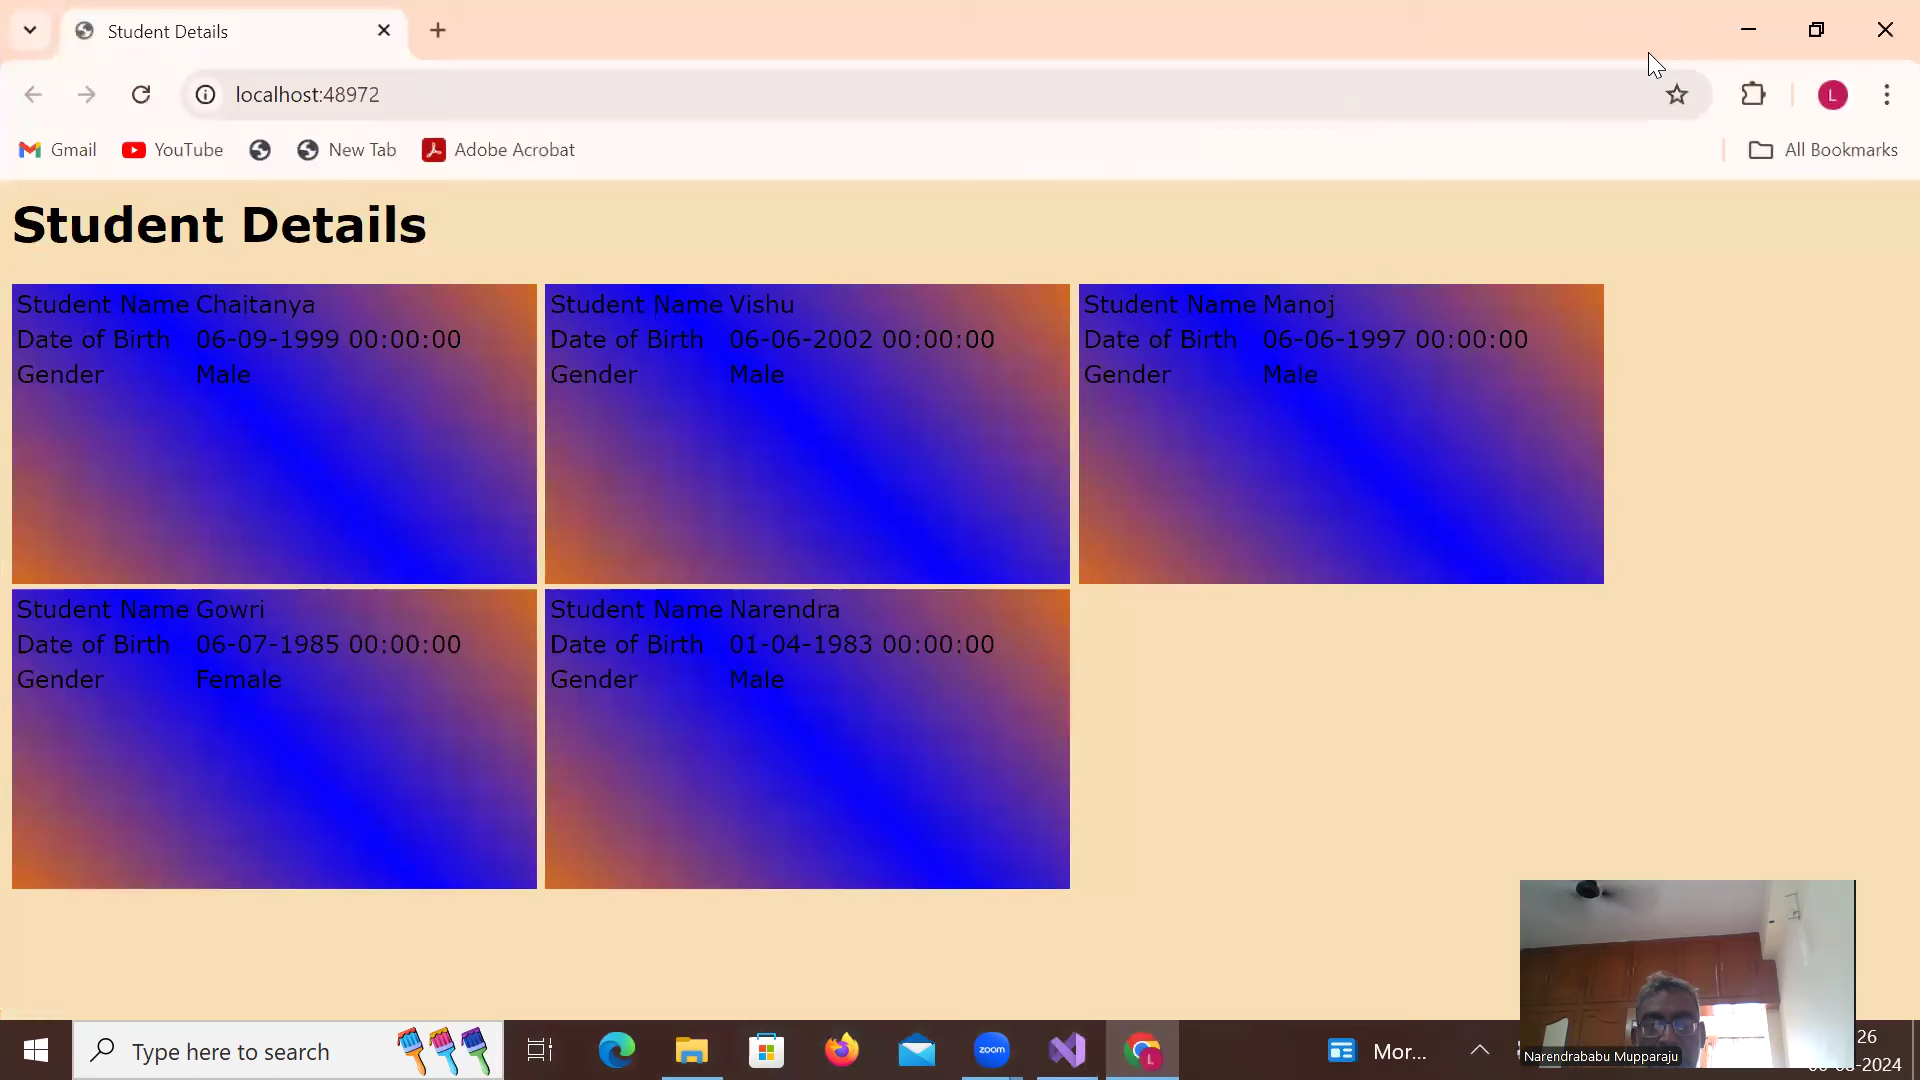 Student Details
localhost:48972
L
Gmail
YouTube
New Tab
Adobe Acrobat
All Bookmarks
Student Details
Student Name Chaitanya
Date of Birth 06-09-1999 00:00:00
Gender Male
Student Name Vishu
Date of Birth 06-06-2002 00:00:00
Gender Male
Student Name Manoj
Date of Birth 06-06-1997 00:00:00
Gender Male
Student Name Gowri
Date of Birth 06-07-1985 00:00:00
Gender Female
Student Name Narendra
Date of Birth 01-04-1983 00:00:00
Gender Male
Type here to search
zoom
L
Mor...
Narendrababu Mupparaju
26
2024